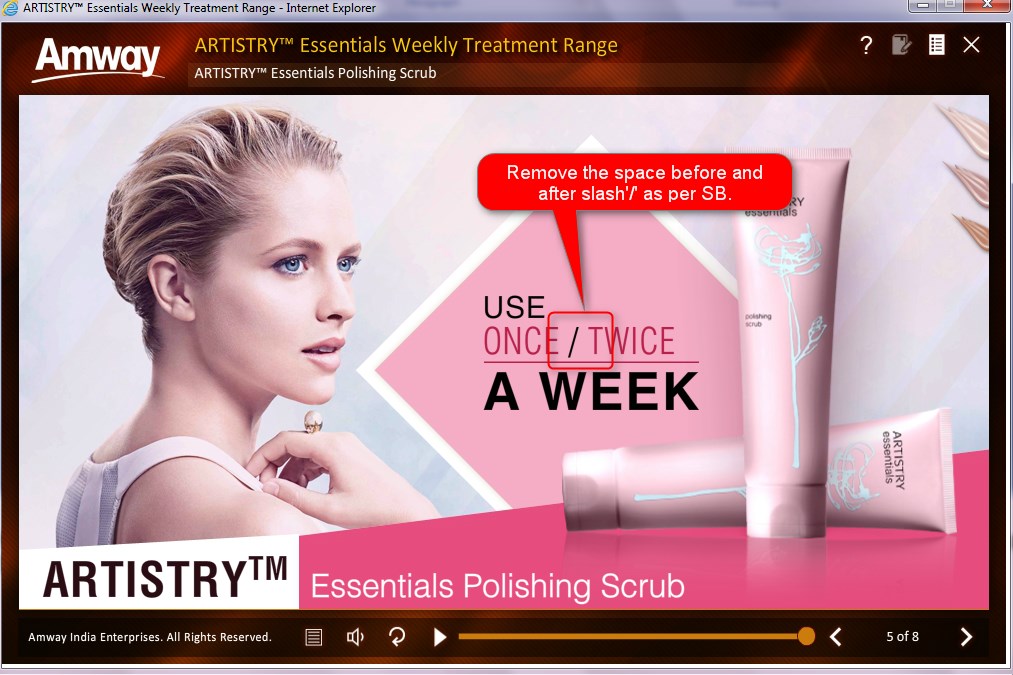 ARTISTRY™ Essentials Weekly Treatment Range - Internet Explorer
Amway
ARTISTRY™ Essentials Weekly Treatment Range
ARTISTRY™ Essentials Polishing Scrub
?
Remove the space before and
after slash'/' as per SB.
RY
essentials
polishing
scrub
USE
ONCE / TWICE
A WEEK
ARTISTRY
essentials
ARTISTRY™
Essentials Polishing Scrub
Amway India Enterprises. All Rights Reserved.
5 of 8